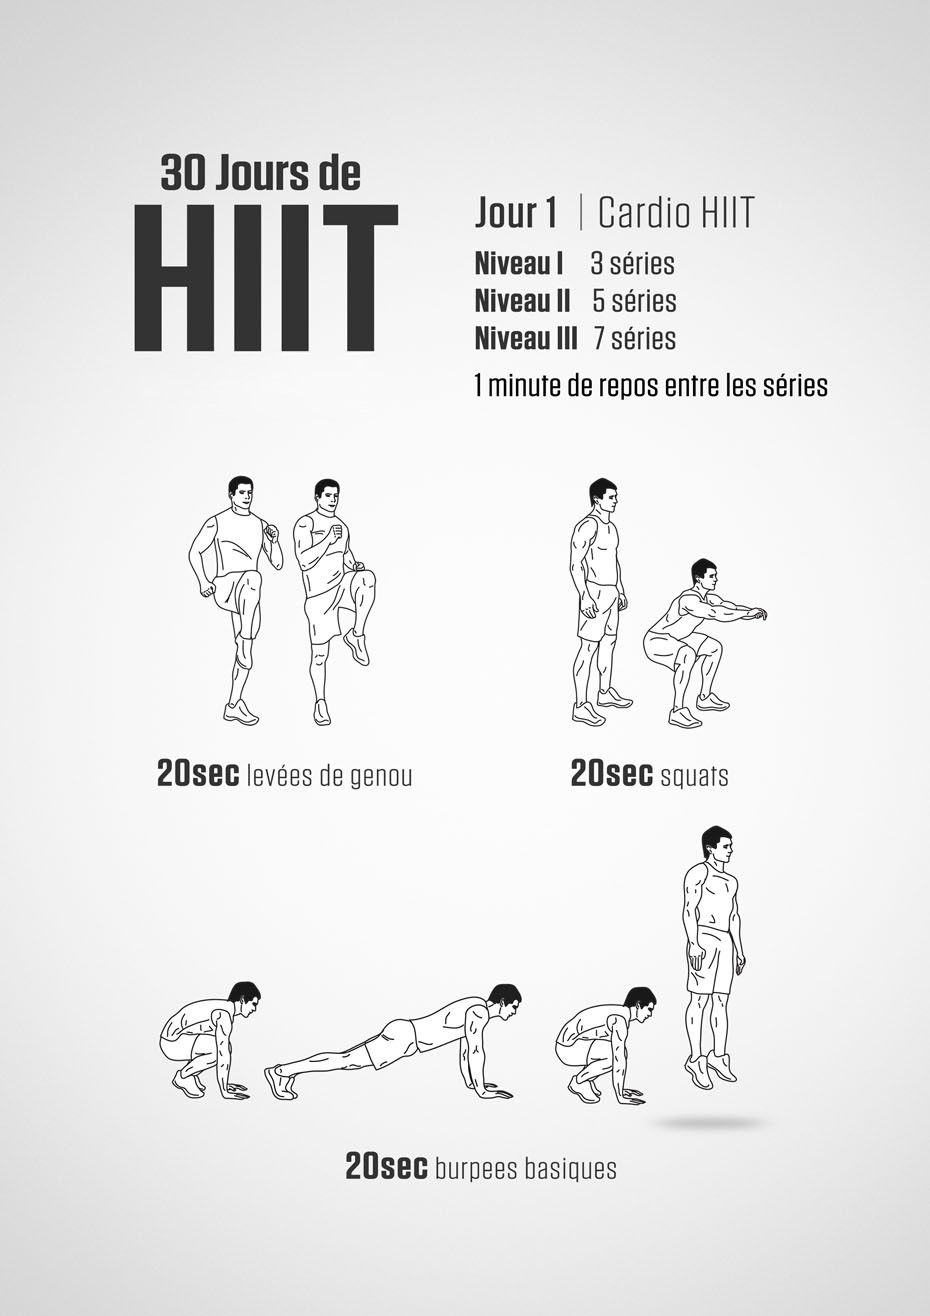 30 Jours de
HIIT
Jour 1 | Cardio HIIT
Niveau I 3 séries
Niveau II 5 séries
Niveau III 7 séries
1 minute de repos entre les séries
20sec levées de genou
20sec squats
20sec burpees basiques